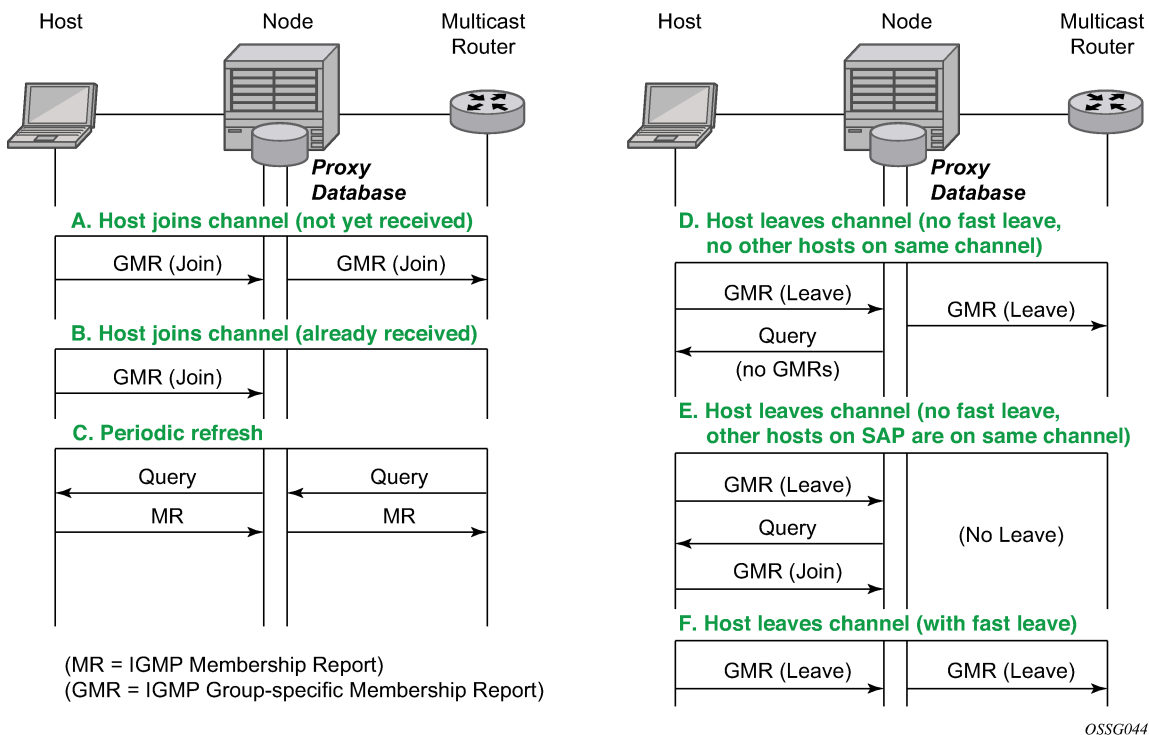 Host
Node
Multicast
Router
Proxy
Database
A. Host joins channel (not yet received)
GMR (Join)
GMR (Join)
B. Host joins channel (already received)
GMR (Join)
C. Periodic refresh
Query
Query
MR
MR
(MR = IGMP Membership Report)
(GMR = IGMP Group-specific Membership Report)
Host
Node
Multicast
Router
Proxy
Database
D. Host leaves channel (no fast leave,
no other hosts on same channel)
GMR (Leave)
GMR (Leave)
Query
(no GMRs)
E. Host leaves channel (no fast leave,
other hosts on SAP are on same channel)
GMR (Leave)
Query
(No Leave)
GMR (Join)
F. Host leaves channel (with fast leave)
GMR (Leave)
GMR (Leave)
OSSG044